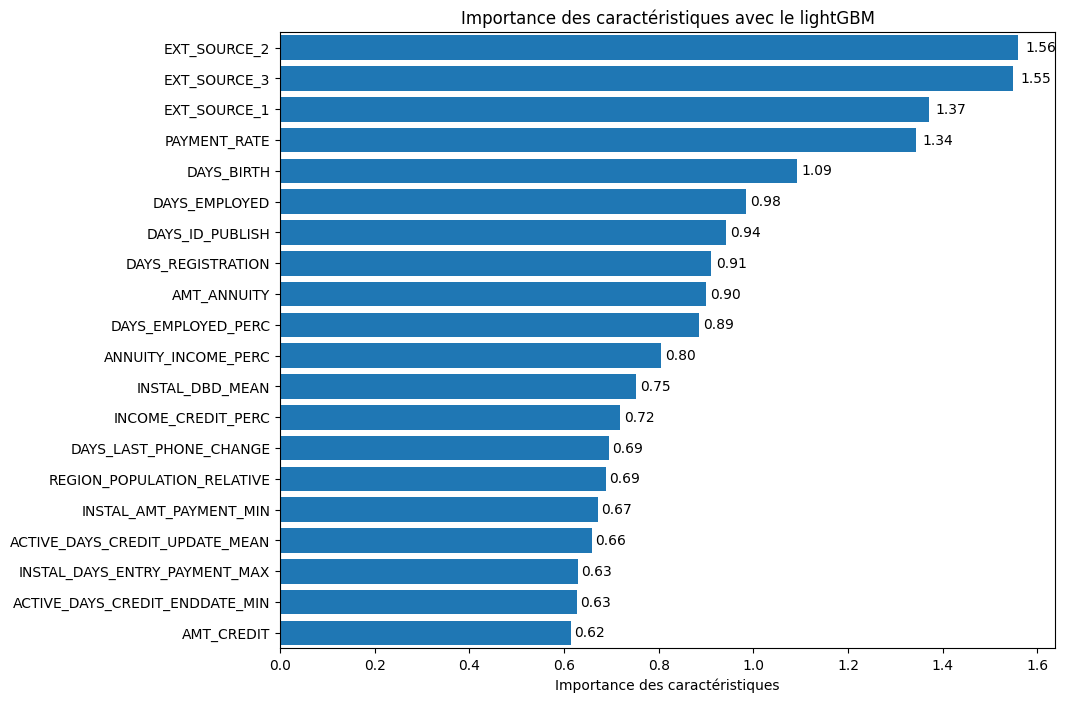 Importance des caractéristiques avec le lightGBM
EXT_SOURCE_2 1.56
EXT_SOURCE_3 1.55
EXT_SOURCE_1 1.37
PAYMENT_RATE 1.34
DAYS_BIRTH 1.09
DAYS_EMPLOYED 0.98
DAYS_ID_PUBLISH 0.94
DAYS_REGISTRATION 0.91
AMT_ANNUITY 0.90
DAYS_EMPLOYED_PERC 0.89
ANNUITY_INCOME_PERC 0.80
INSTAL_DBD_MEAN 0.75
INCOME_CREDIT_PERC 0.72
DAYS_LAST_PHONE_CHANGE 0.69
REGION_POPULATION_RELATIVE 0.69
INSTAL_AMT_PAYMENT_MIN 0.67
ACTIVE_DAYS_CREDIT_UPDATE_MEAN 0.66
INSTAL_DAYS_ENTRY_PAYMENT_MAX 0.63
ACTIVE_DAYS_CREDIT_ENDDATE_MIN 0.63
AMT_CREDIT 0.62
0.0 0.2 0.4 0.6 0.8 1.0 1.2 1.4 1.6
Importance des caractéristiques